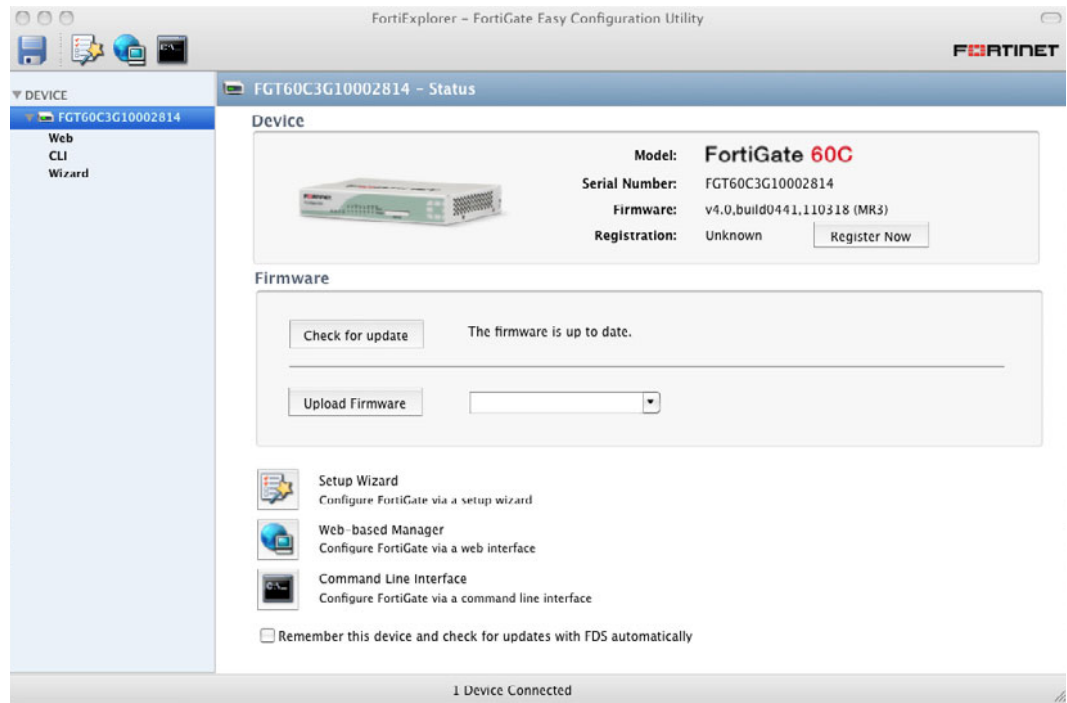 FortiExplorer – FortiGate Easy Configuration Utility
FORTINET
DEVICE
FGT60C3G10002814
Web
CLI
Wizard
FGT60C3G10002814 – Status
Device
Model: FortiGate 60C
Serial Number: FGT60C3G10002814
Firmware: v4.0,build0441,110318 (MR3)
Registration: Unknown Register Now
Firmware
Check for update The firmware is up to date.
Upload Firmware
Setup Wizard
Configure FortiGate via a setup wizard
Web-based Manager
Configure FortiGate via a web interface
Command Line Interface
Configure FortiGate via a command line interface
Remember this device and check for updates with FDS automatically
1 Device Connected